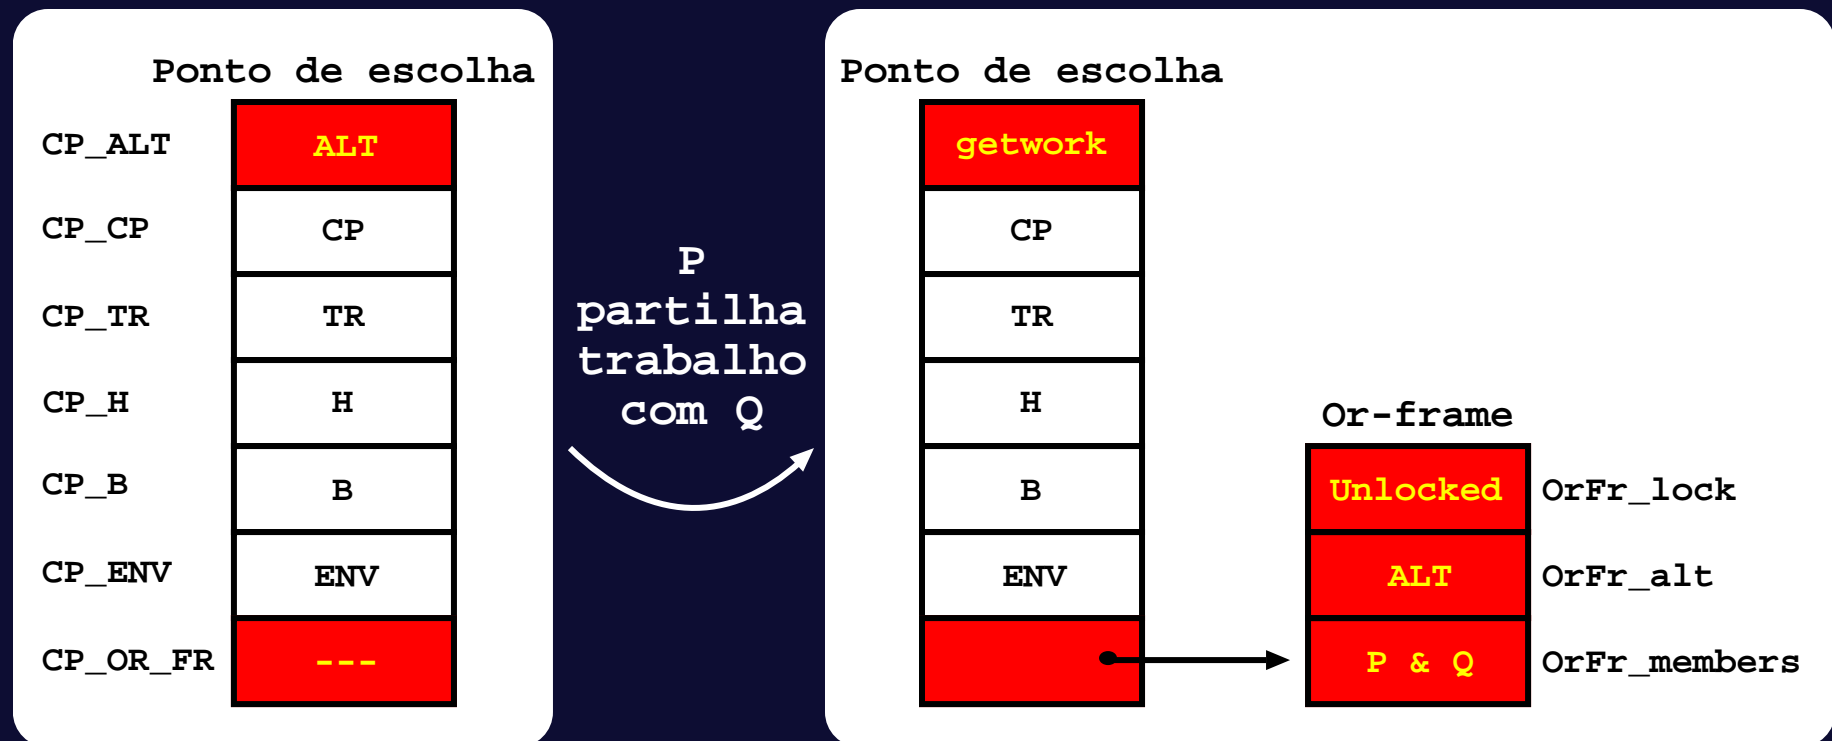 Ponto de escolha
CP_ALT ALT
CP_CP CP
CP_TR TR
CP_H H
CP_B B
CP_ENV ENV
CP_OR_FR ---
P
partilha
trabalho
com Q
Ponto de escolha
getwork
CP
TR
H
B
ENV
Or-frame
Unlocked OrFr_lock
ALT OrFr_alt
P & Q OrFr_members